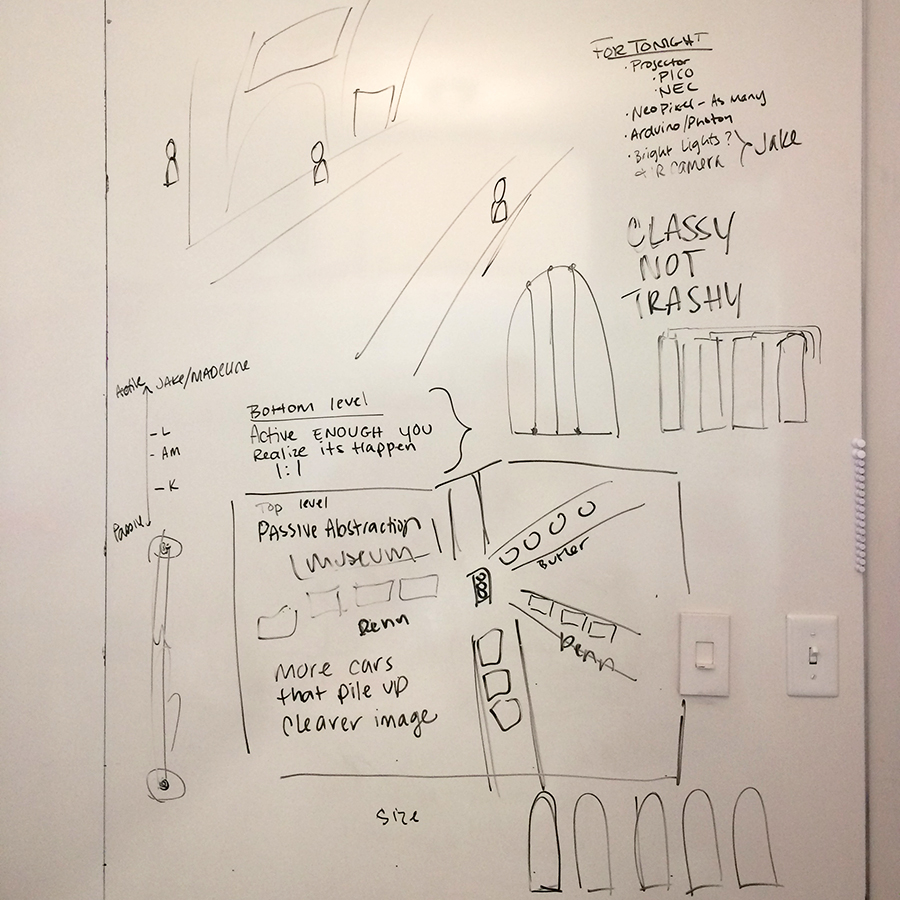 FOR TONIGHT
• Projector
• PICO
• NEC
• NeoPixel - As Many
• Arduino/Photon
• Bright Lights?
IR Camera
Jake
CLASSY
NOT
TRASHY
Active
JAKE/MADELINE
- L
- AM
- K
Passive
Bottom level
Active ENOUGH YOU
Realize its Happen
1:1
Top level
PASSIVE Abstraction
MUSEUM
Penn
More cars
that pile up
clearer image
Butler
Penn
Size